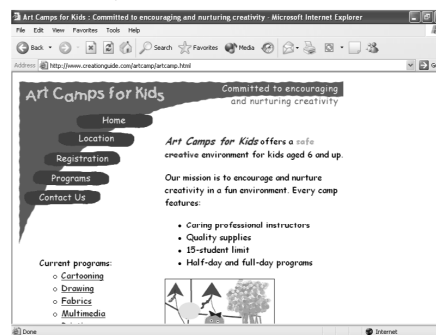 Art Camps for Kids : Committed to encouraging and nurturing creativity - Microsoft Internet Explorer
File Edit View Favorites Tools Help
Back Search Favorites Media
Address http://www.creationguide.com/artcamp/artcamp.html
Art Camps for Kids
Committed to encouraging
and nurturing creativity
Home
Location
Registration
Programs
Contact Us
Art Camps for Kids offers a safe
creative environment for kids aged 6 and up.
Our mission is to encourage and nurture
creativity in a fun environment. Every camp
features:
• Caring professional instructors
• Quality supplies
• 15-student limit
• Half-day and full-day programs
Current programs:
o Cartooning
o Drawing
o Fabrics
o Multimedia
Done Internet